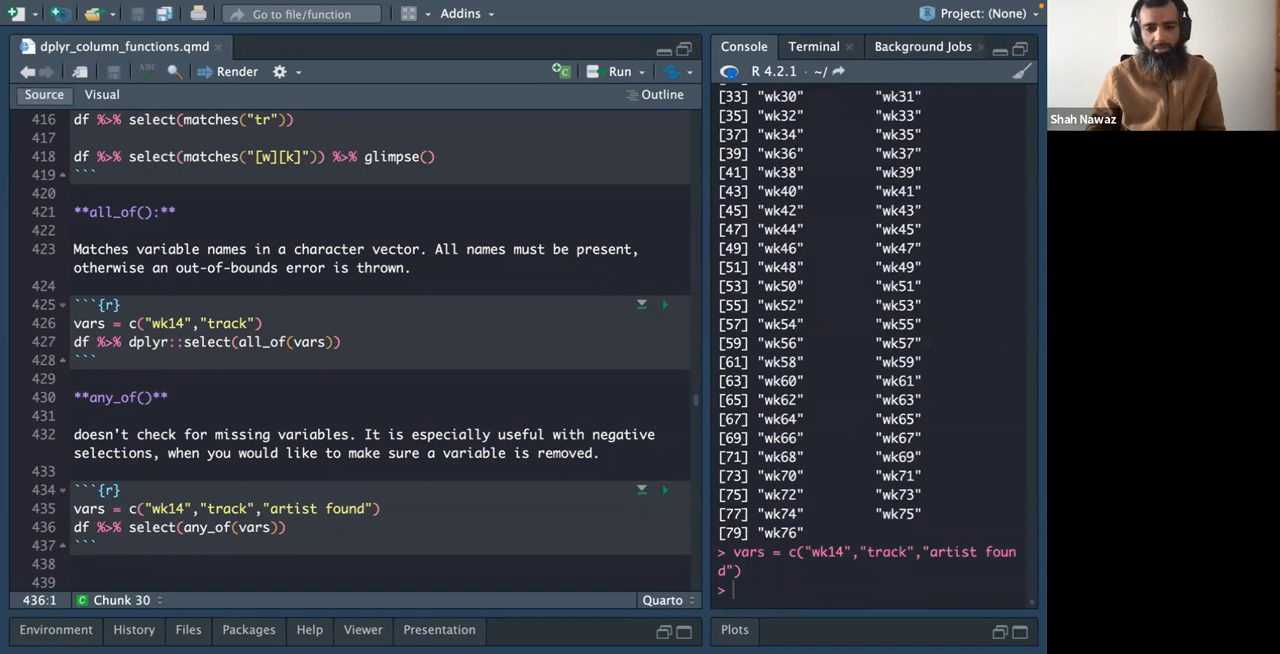 Go to file/function
Addins
Project: (None)
dplyr_column_functions.qmd
ABC
Render
Run
Source
Visual
Outline
416 df %>% select(matches("tr"))
417
418 df %>% select(matches("[w][k]")) %>% glimpse()
419 ```
420
421 **all_of():**
422
423 Matches variable names in a character vector. All names must be present,
otherwise an out-of-bounds error is thrown.
424
425 ```{r}
426 vars = c("wk14","track")
427 df %>% dplyr::select(all_of(vars))
428 ```
429
430 **any_of()**
431
432 doesn't check for missing variables. It is especially useful with negative
selections, when you would like to make sure a variable is removed.
433
434 ```{r}
435 vars = c("wk14","track","artist found")
436 df %>% select(any_of(vars))
437 ```
438
439
436:1
Chunk 30
Quarto
Environment
History
Files
Packages
Help
Viewer
Presentation
Console
Terminal
Background Jobs
R 4.2.1 · ~/
[33] "wk30" "wk31"
[35] "wk32" "wk33"
[37] "wk34" "wk35"
[39] "wk36" "wk37"
[41] "wk38" "wk39"
[43] "wk40" "wk41"
[45] "wk42" "wk43"
[47] "wk44" "wk45"
[49] "wk46" "wk47"
[51] "wk48" "wk49"
[53] "wk50" "wk51"
[55] "wk52" "wk53"
[57] "wk54" "wk55"
[59] "wk56" "wk57"
[61] "wk58" "wk59"
[63] "wk60" "wk61"
[65] "wk62" "wk63"
[67] "wk64" "wk65"
[69] "wk66" "wk67"
[71] "wk68" "wk69"
[73] "wk70" "wk71"
[75] "wk72" "wk73"
[77] "wk74" "wk75"
[79] "wk76"
> vars = c("wk14","track","artist foun
d")
>
Plots
Shah Nawaz